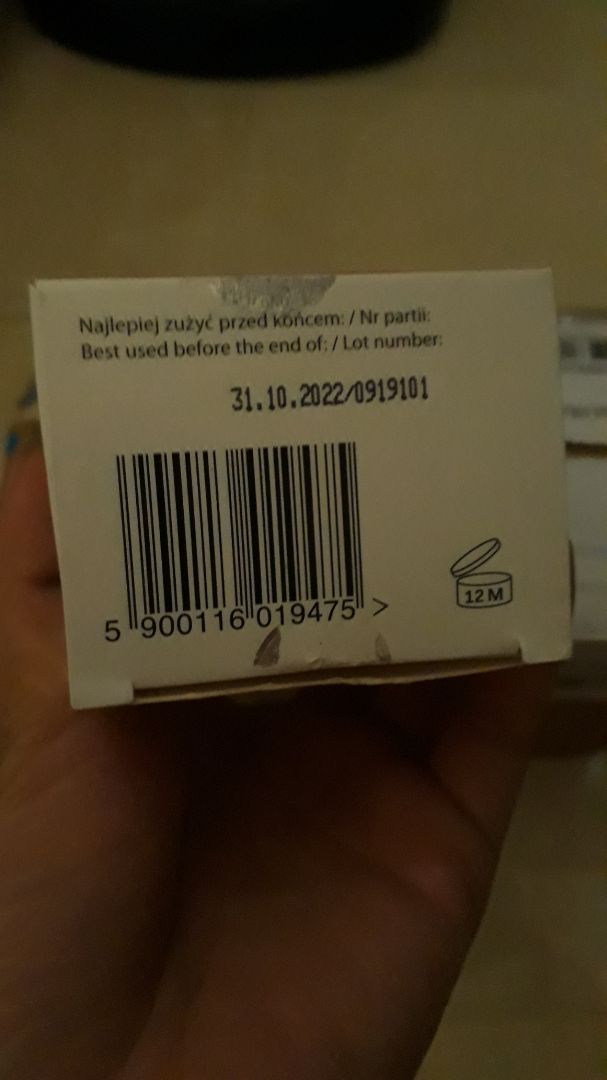 Najlepiej zużyć przed końcem: / Nr partii:
Best used before the end of: / Lot number:
31.10.2022/0919101
5 900116 019475 >
12 M